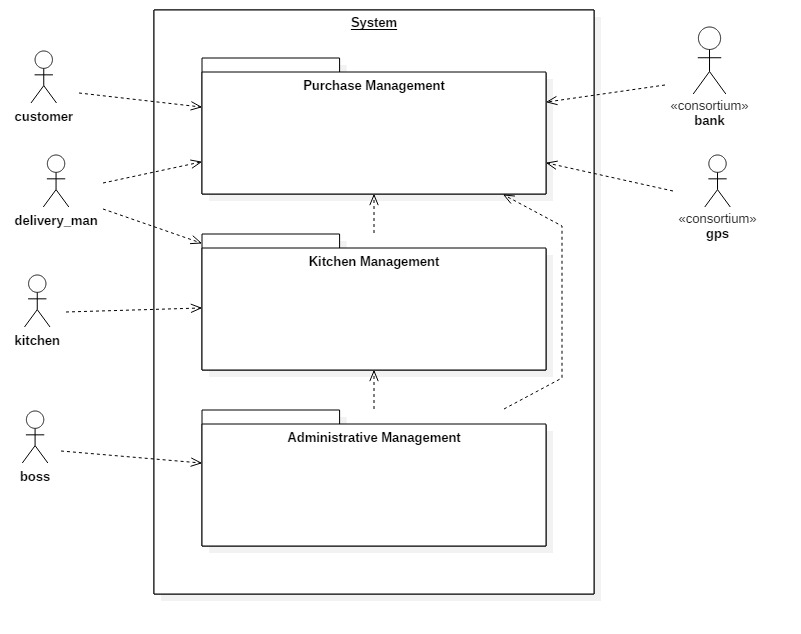 System
Purchase Management
customer
«consortium»
bank
delivery_man
«consortium»
gps
Kitchen Management
kitchen
Administrative Management
boss